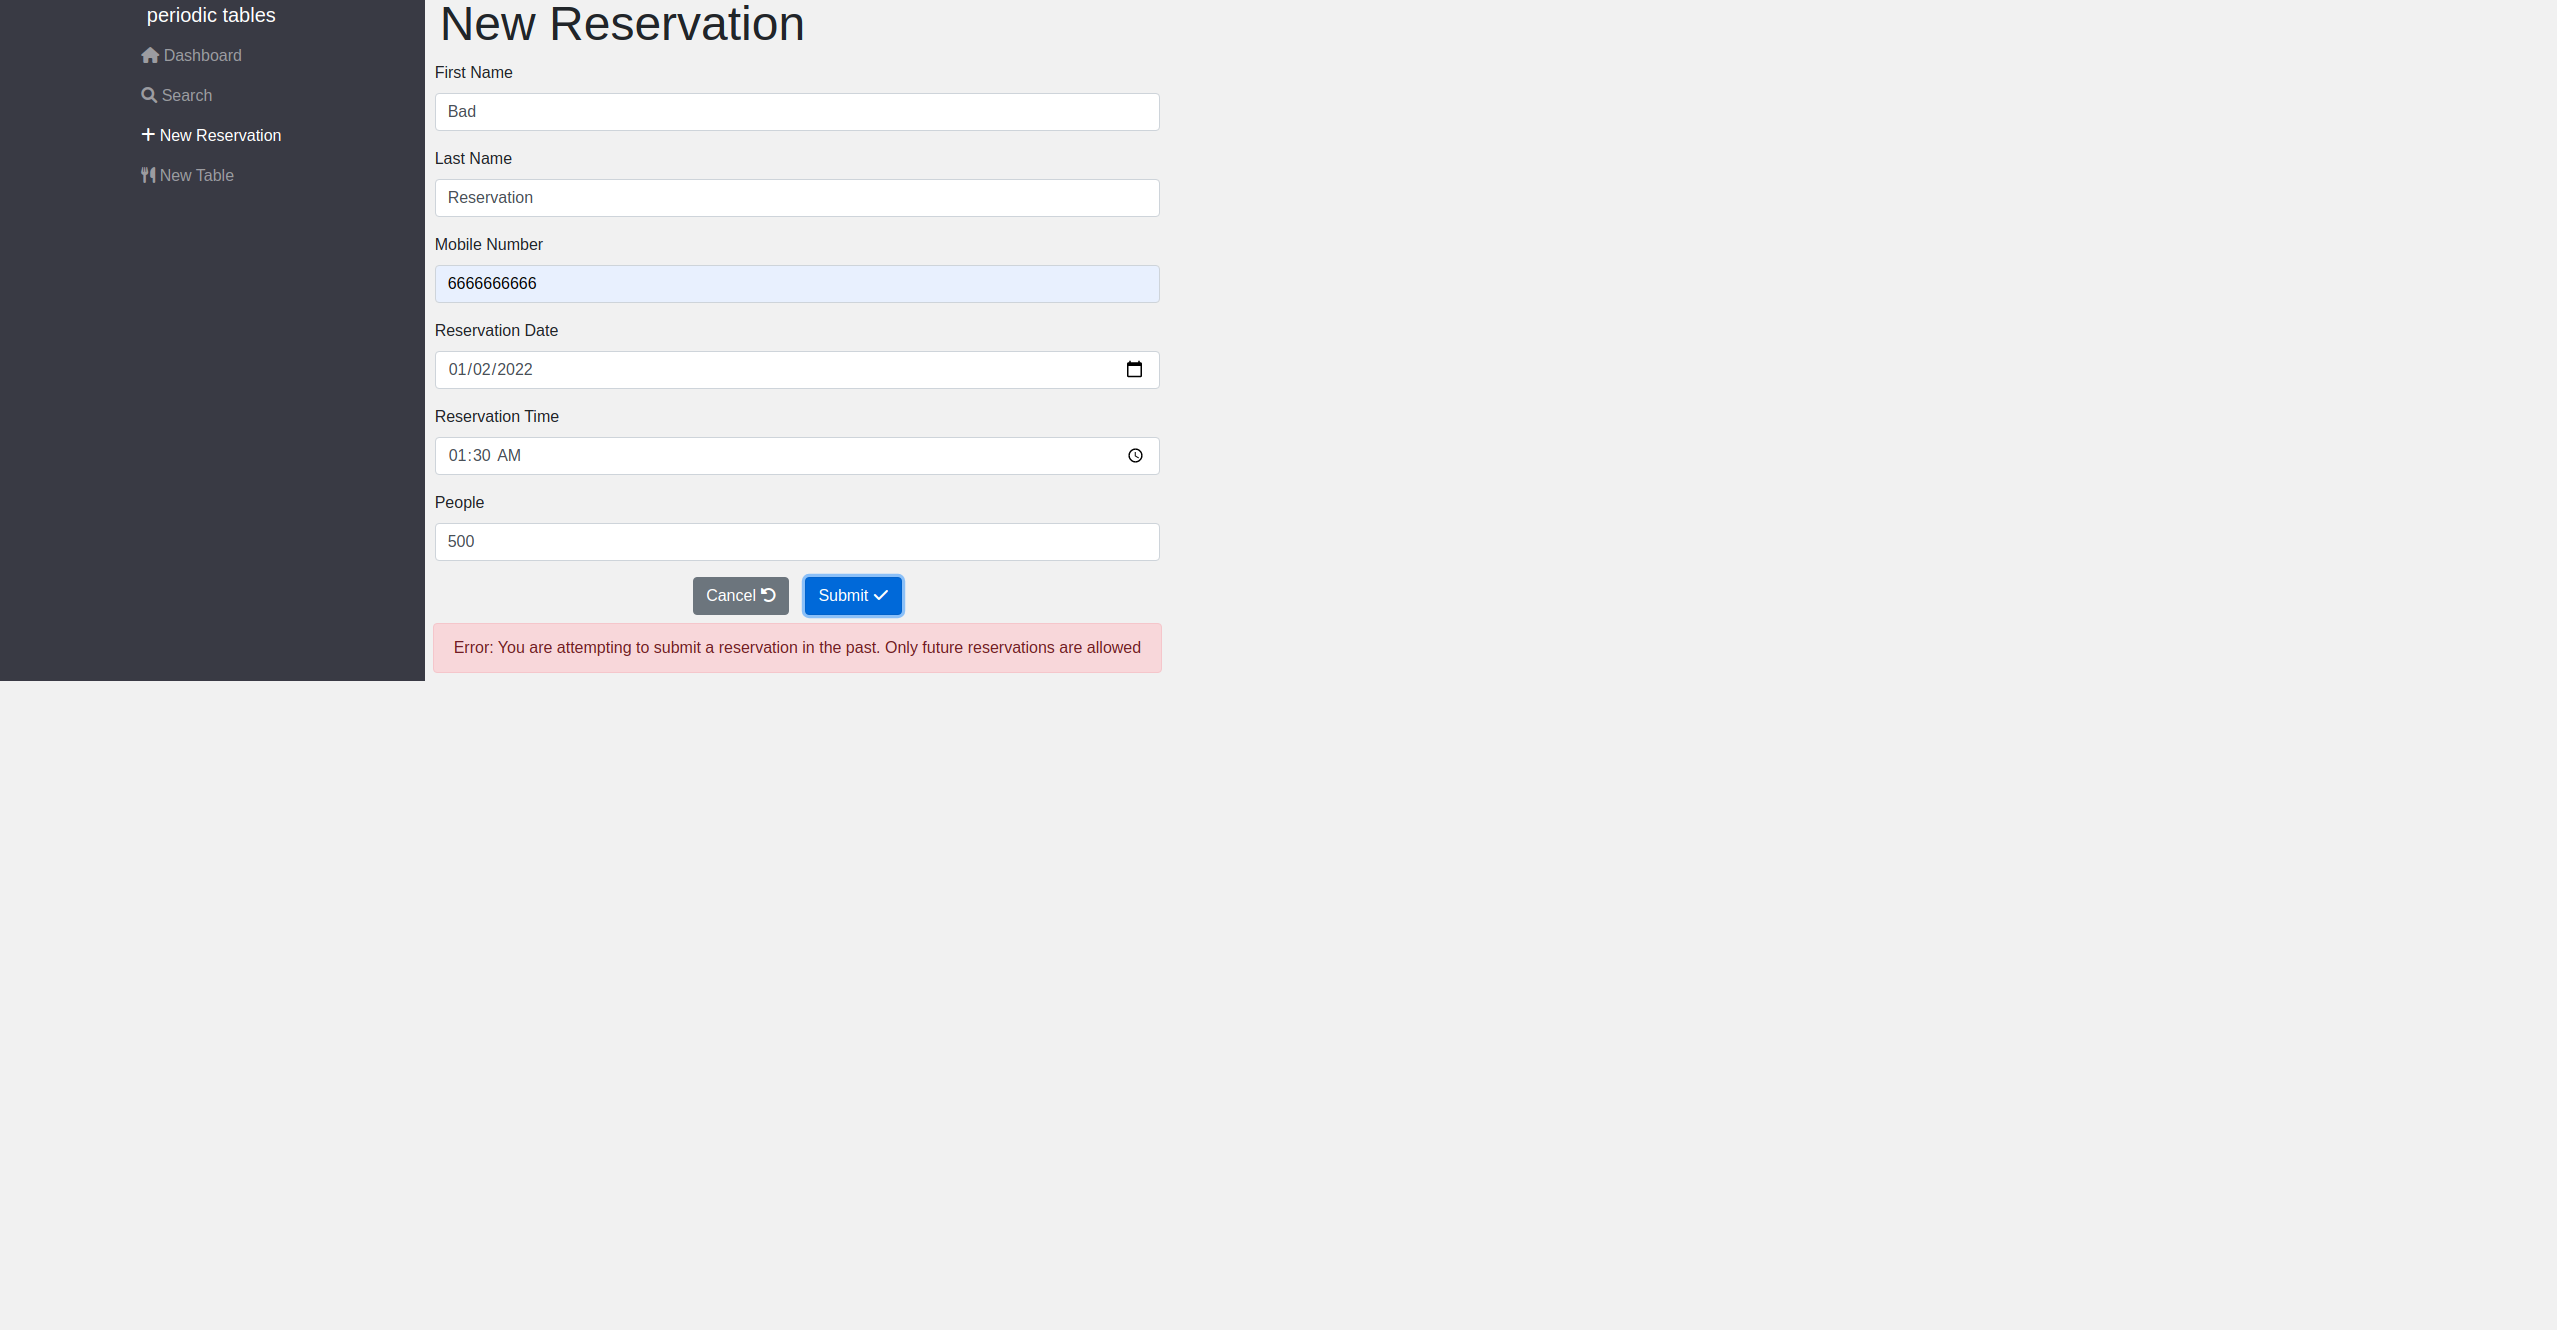 periodic tables
Dashboard
Search
New Reservation
New Table
New Reservation
First Name
Bad
Last Name
Reservation
Mobile Number
6666666666
Reservation Date
01/02/2022
Reservation Time
01:30 AM
People
500
Cancel Submit
Error: You are attempting to submit a reservation in the past. Only future reservations are allowed